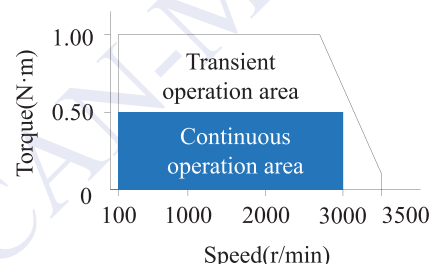 1.00
Transient
operation area
0.50
Continuous
operation area
0
Torque(N·m)
100 1000 2000 3000 3500
Speed(r/min)